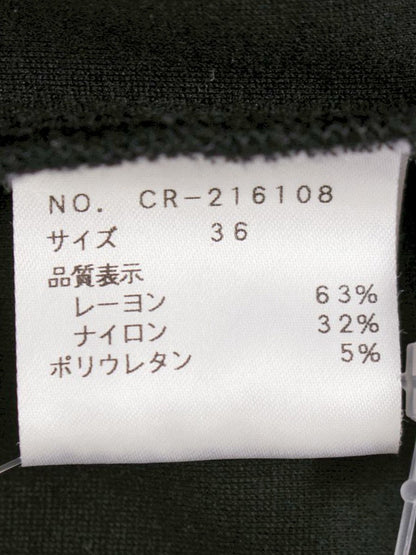 NO. CR-216108
サイズ 36
品質表示
レーヨン 63%
ナイロン 32%
ポリウレタン 5%